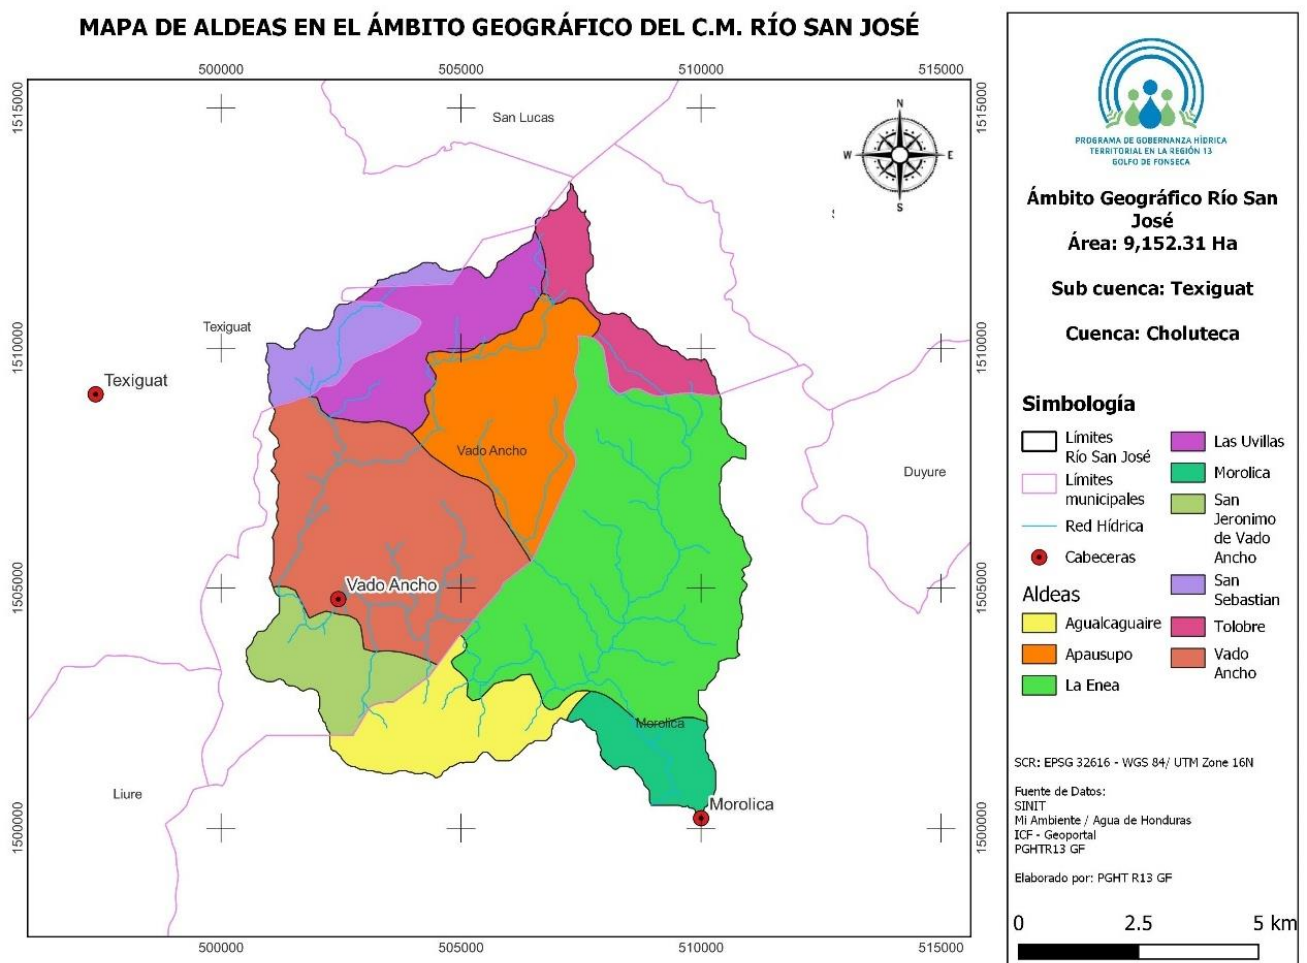 MAPA DE ALDEAS EN EL ÁMBITO GEOGRÁFICO DEL C.M. RÍO SAN JOSÉ
500000
505000
510000
515000
1515000
1515000
San Lucas
N
W
E
S
Texiguat
1510000
1510000
Texiguat
Vado Ancho
Duyure
1505000
1505000
Vado Ancho
Morolica
Liure
Morolica
1500000
1500000
500000
505000
510000
515000
PROGRAMA DE GOBERNANZA HÍDRICA
TERRITORIAL EN LA REGIÓN 13
GOLFO DE FONSECA
Ámbito Geográfico Río San
José
Área: 9,152.31 Ha
Sub cuenca: Texiguat
Cuenca: Choluteca
Simbología
Límites
Río San José
Límites
municipales
Red Hídrica
Cabeceras
Aldeas
Agualcaguaire
Apausupo
La Enea
Las Uvillas
Morolica
San
Jeronimo
de Vado
Ancho
San
Sebastian
Tolobre
Vado
Ancho
SCR: EPSG 32616 - WGS 84/ UTM Zone 16N
Fuente de Datos:
SINIT
Mi Ambiente / Agua de Honduras
ICF - Geoportal
PGHTR13 GF
Elaborado por: PGHT R13 GF
0
2.5
5 km